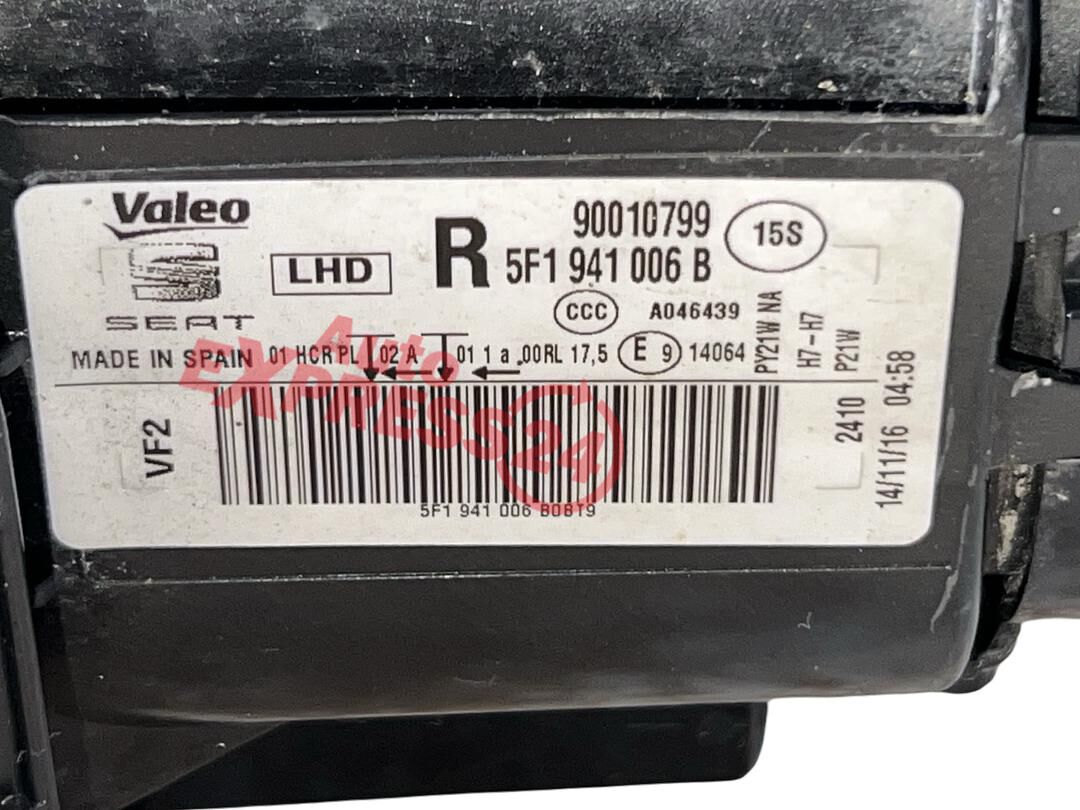 Valeo
SEAT
MADE IN SPAIN
LHD
R
90010799
5F1 941 006 B
15S
CCC
A046439
01 HCR PL 02 A 01 1 a .00RL 17,5 E 9 14064
PY21W NA
H7-H7
P21W
VF2
2410
14/11/16 04:58
5F1 941 006 B0819
Auto
EXPRESS24